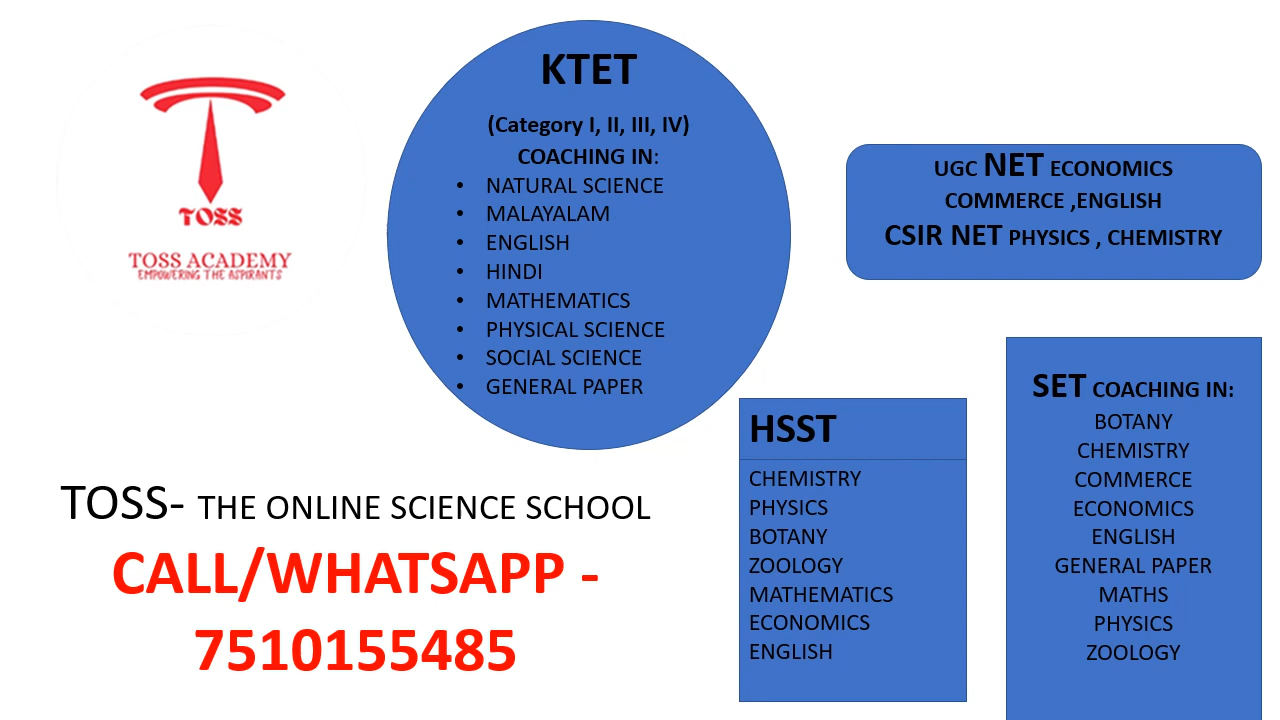 TOSS
TOSS ACADEMY
EMPOWERING THE ASPIRANTS
KTET
(Category I, II, III, IV)
COACHING IN:
• NATURAL SCIENCE
• MALAYALAM
• ENGLISH
• HINDI
• MATHEMATICS
• PHYSICAL SCIENCE
• SOCIAL SCIENCE
• GENERAL PAPER
UGC NET ECONOMICS
COMMERCE ,ENGLISH
CSIR NET PHYSICS , CHEMISTRY
HSST
CHEMISTRY
PHYSICS
BOTANY
ZOOLOGY
MATHEMATICS
ECONOMICS
ENGLISH
SET COACHING IN:
BOTANY
CHEMISTRY
COMMERCE
ECONOMICS
ENGLISH
GENERAL PAPER
MATHS
PHYSICS
ZOOLOGY
TOSS- THE ONLINE SCIENCE SCHOOL
CALL/WHATSAPP -
7510155485